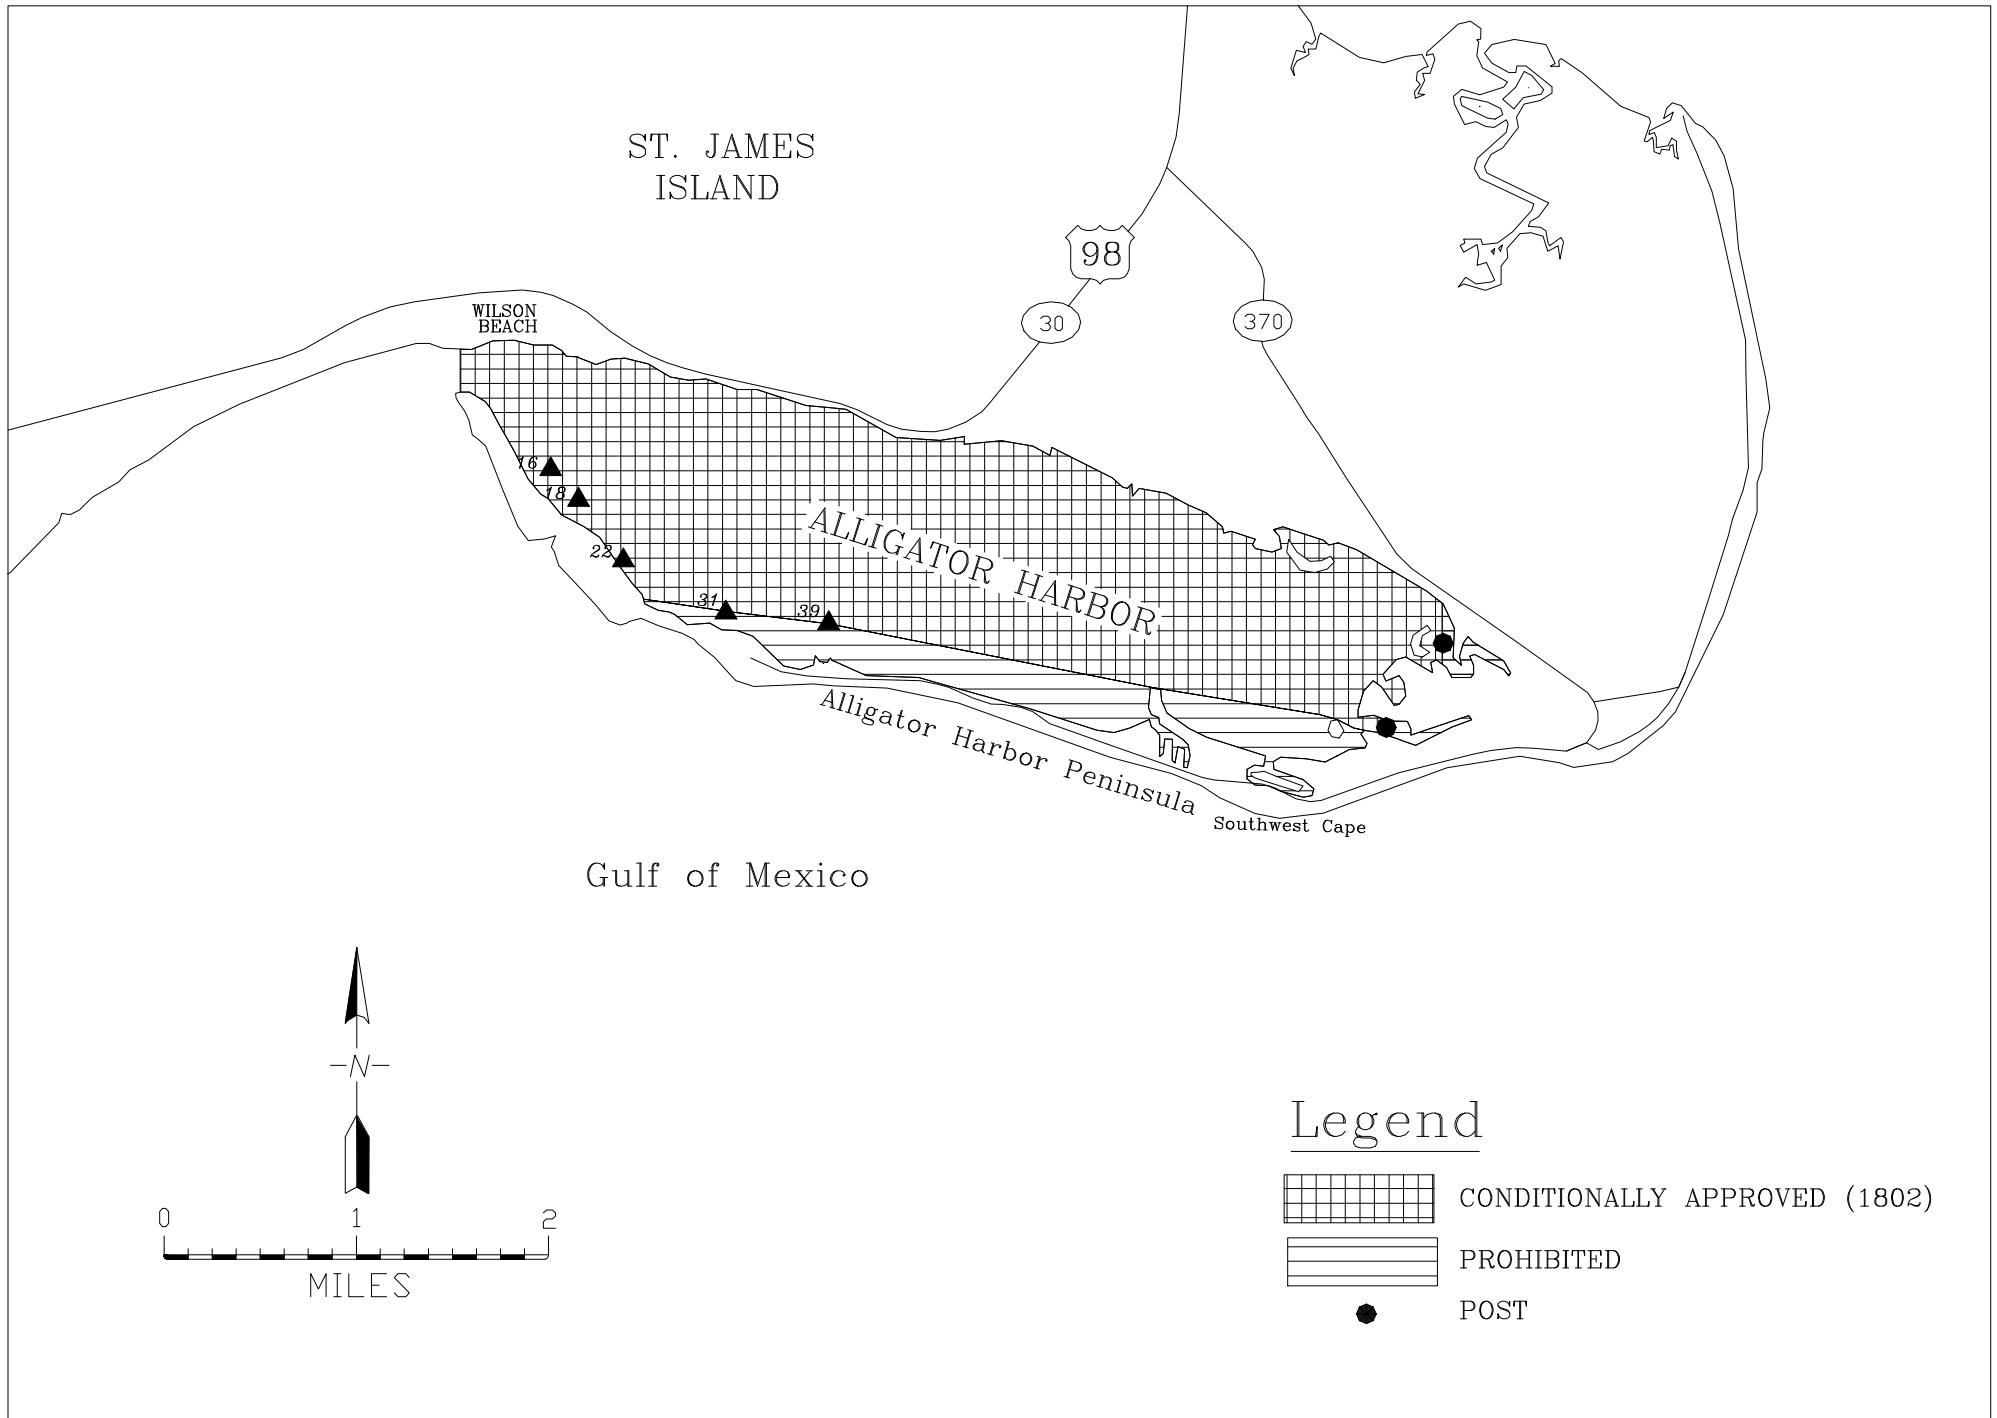 ST. JAMES
ISLAND
98
WILSON
BEACH
30
370
16
18
ALLIGATOR HARBOR
22
31
39
Alligator Harbor Peninsula
Southwest Cape
Gulf of Mexico
-N-
Legend
CONDITIONALLY APPROVED (1802)
0 1 2
PROHIBITED
MILES
POST